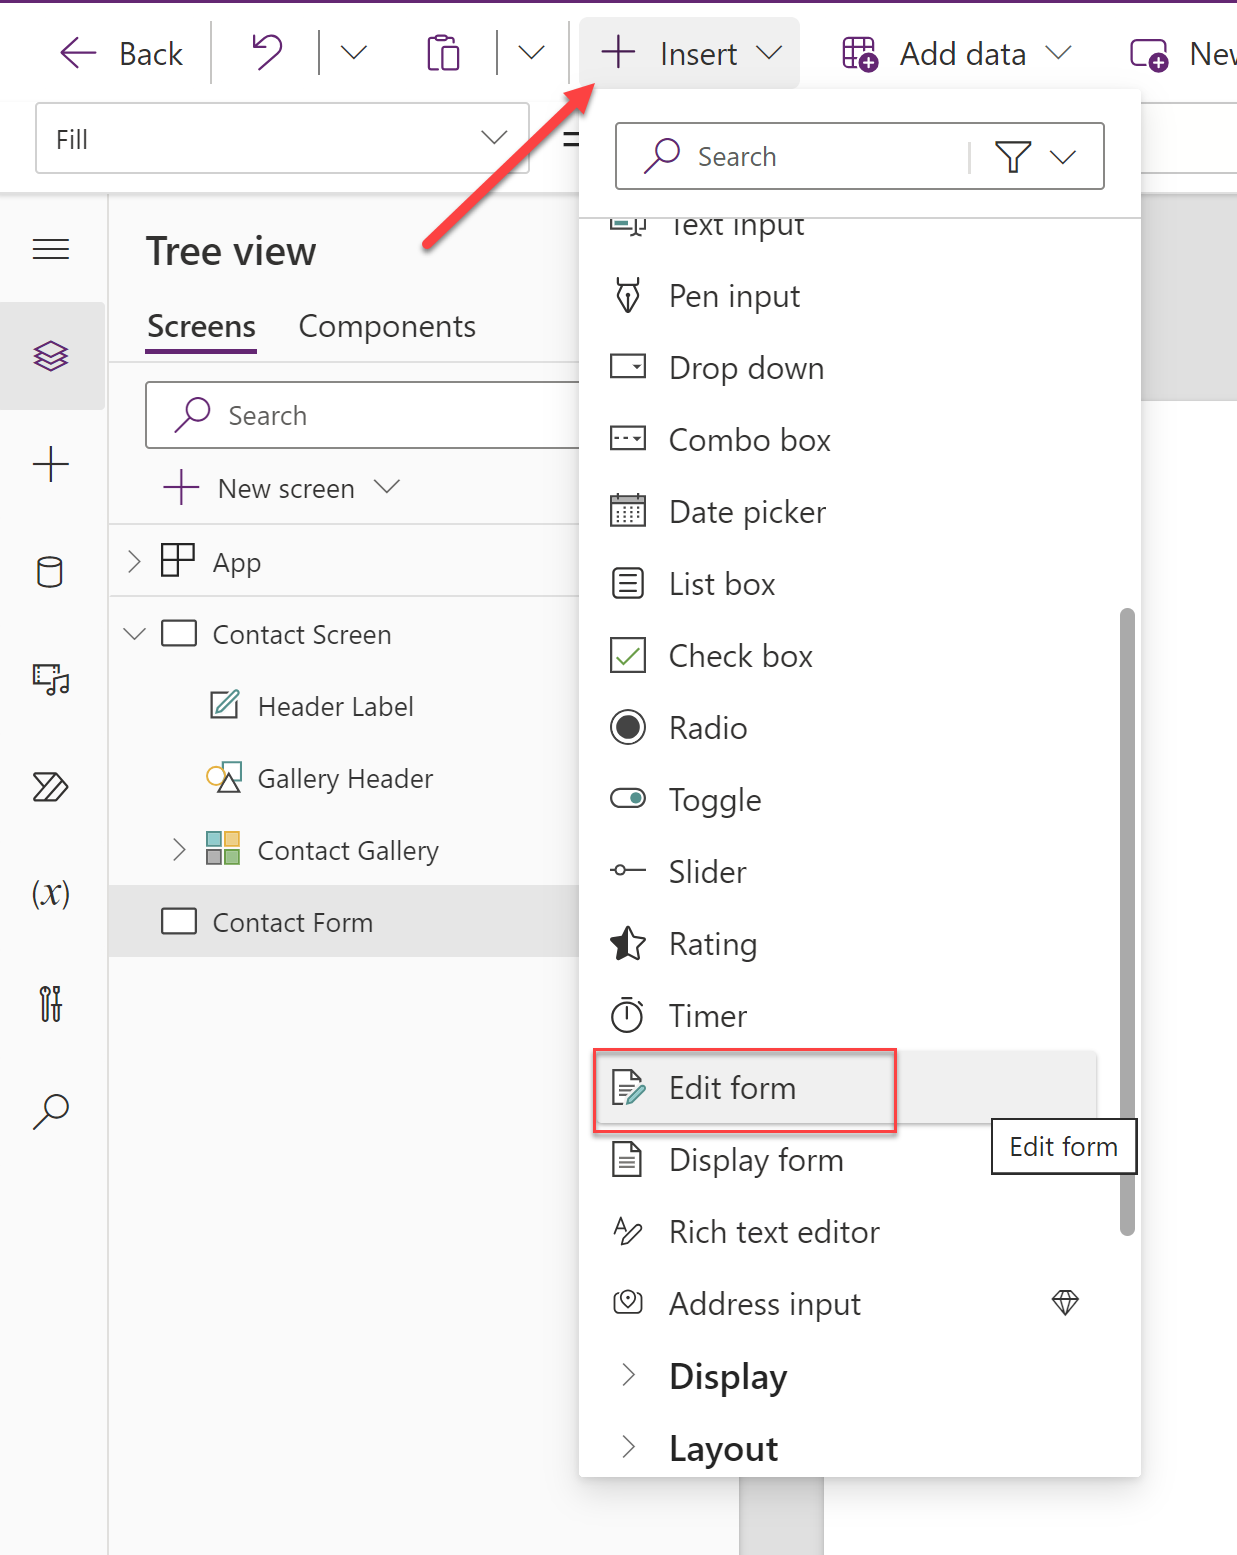 Back
Insert
Add data
New
Fill
=
Search
Tree view
Screens
Components
Search
New screen
App
Contact Screen
Header Label
Gallery Header
Contact Gallery
Contact Form
(x)
Text input
Pen input
Drop down
Combo box
Date picker
List box
Check box
Radio
Toggle
Slider
Rating
Timer
Edit form
Edit form
Display form
Rich text editor
Address input
Display
Layout